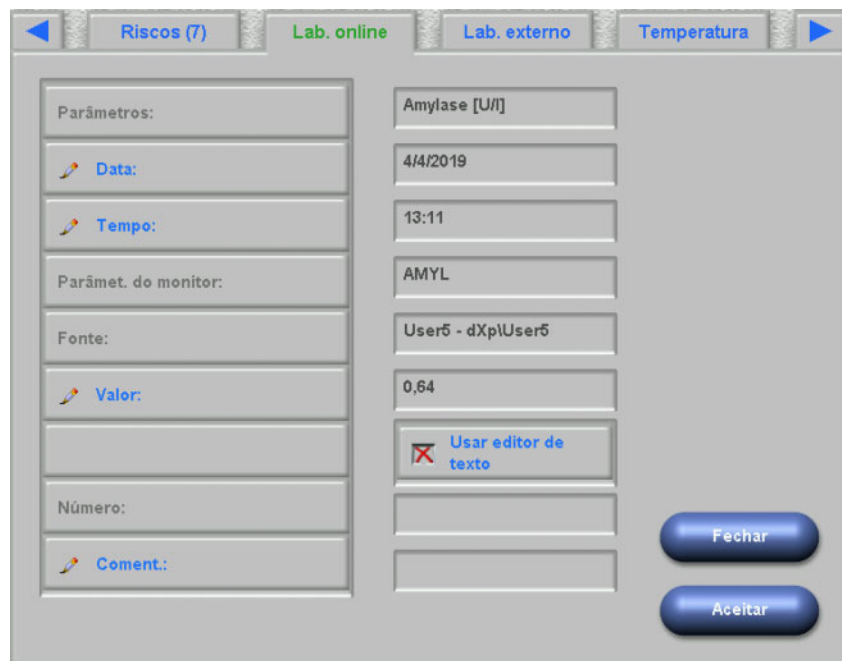 Riscos (7)
Lab. online
Lab. externo
Temperatura
Parâmetros:
Amylase [U/l]
Data:
4/4/2019
Tempo:
13:11
Parâmet. do monitor:
AMYL
Fonte:
User5 - dXp\User5
Valor:
0,64
Usar editor de
texto
Número:
Coment.:
Fechar
Aceitar